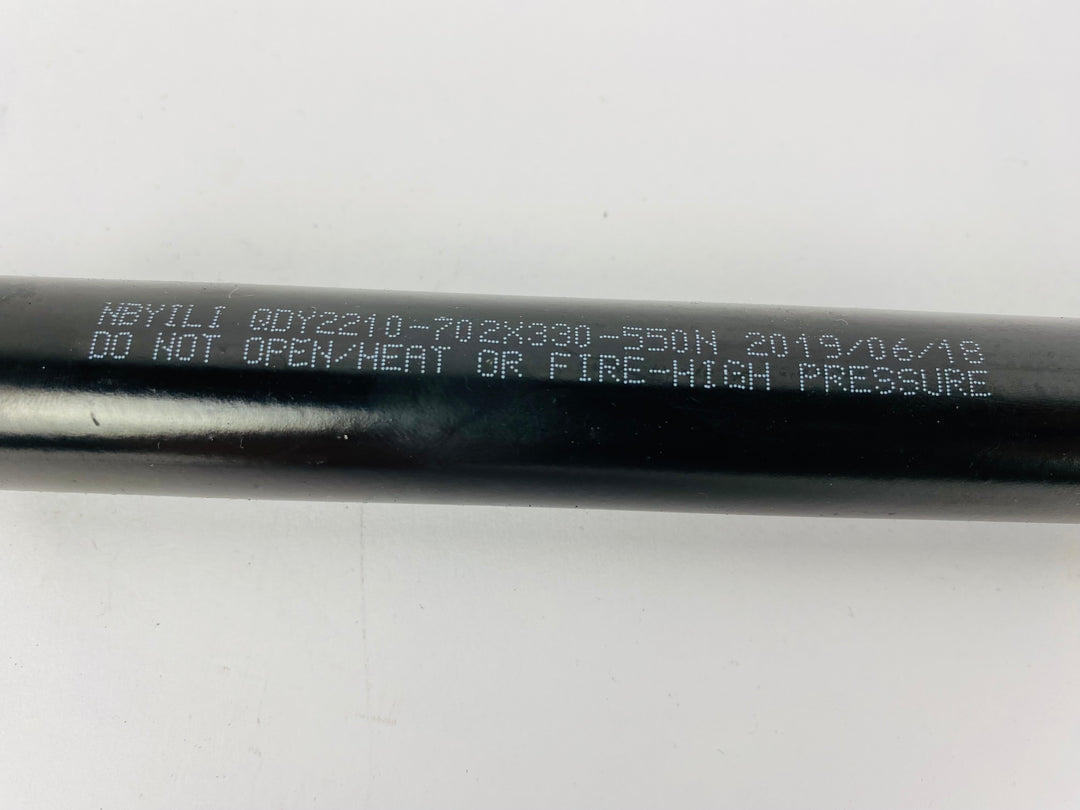 NBYILI QDY2210-702X330-550N 2019/06/18
DO NOT OPEN/HEAT OR FIRE-HIGH PRESSURE